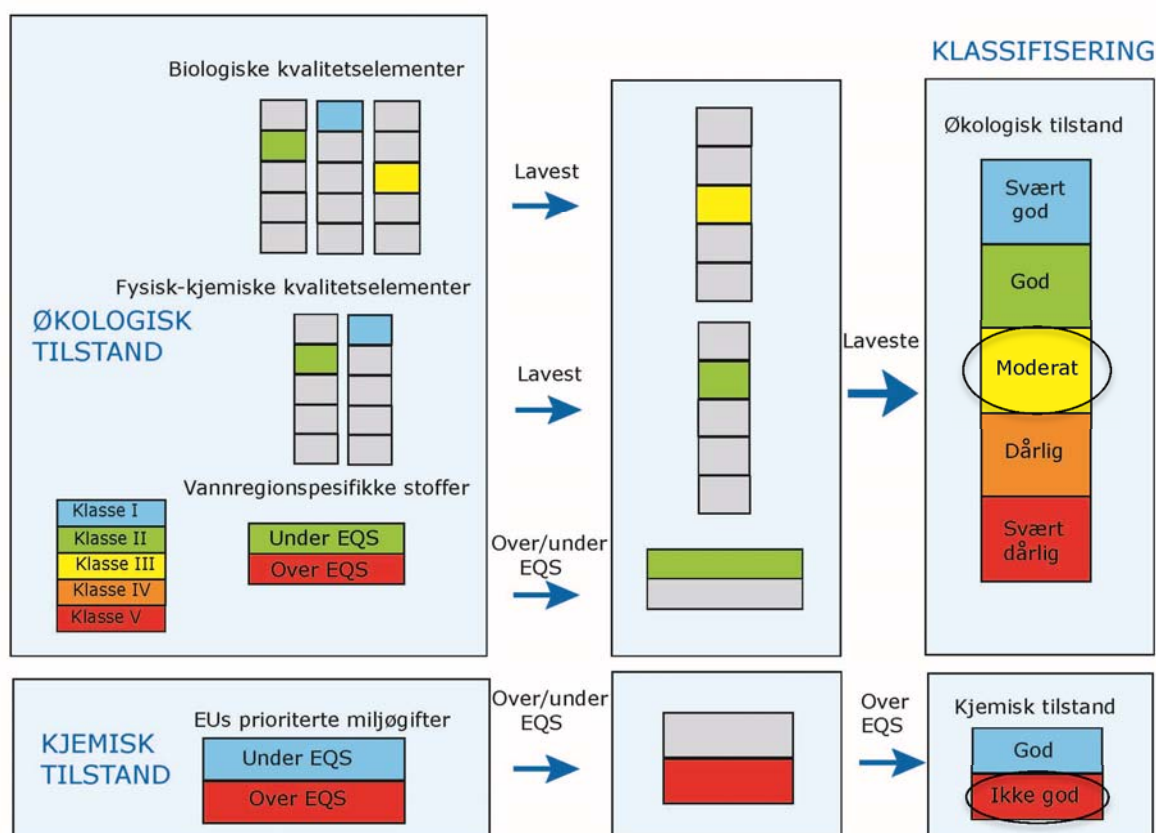 KLASSIFISERING
Biologiske kvalitetselementer
Lavest
Fysisk-kjemiske kvalitetselementer
ØKOLOGISK
TILSTAND
Lavest
Vannregionspesifikke stoffer
Klasse I
Klasse II
Klasse III
Klasse IV
Klasse V
Under EQS
Over EQS
Over/under
EQS
Laveste
Økologisk tilstand
Svært
god
God
Moderat
Dårlig
Svært
dårlig
KJEMISK
TILSTAND
EUs prioriterte miljøgifter
Under EQS
Over EQS
Over/under
EQS
Over
EQS
Kjemisk tilstand
God
Ikke god